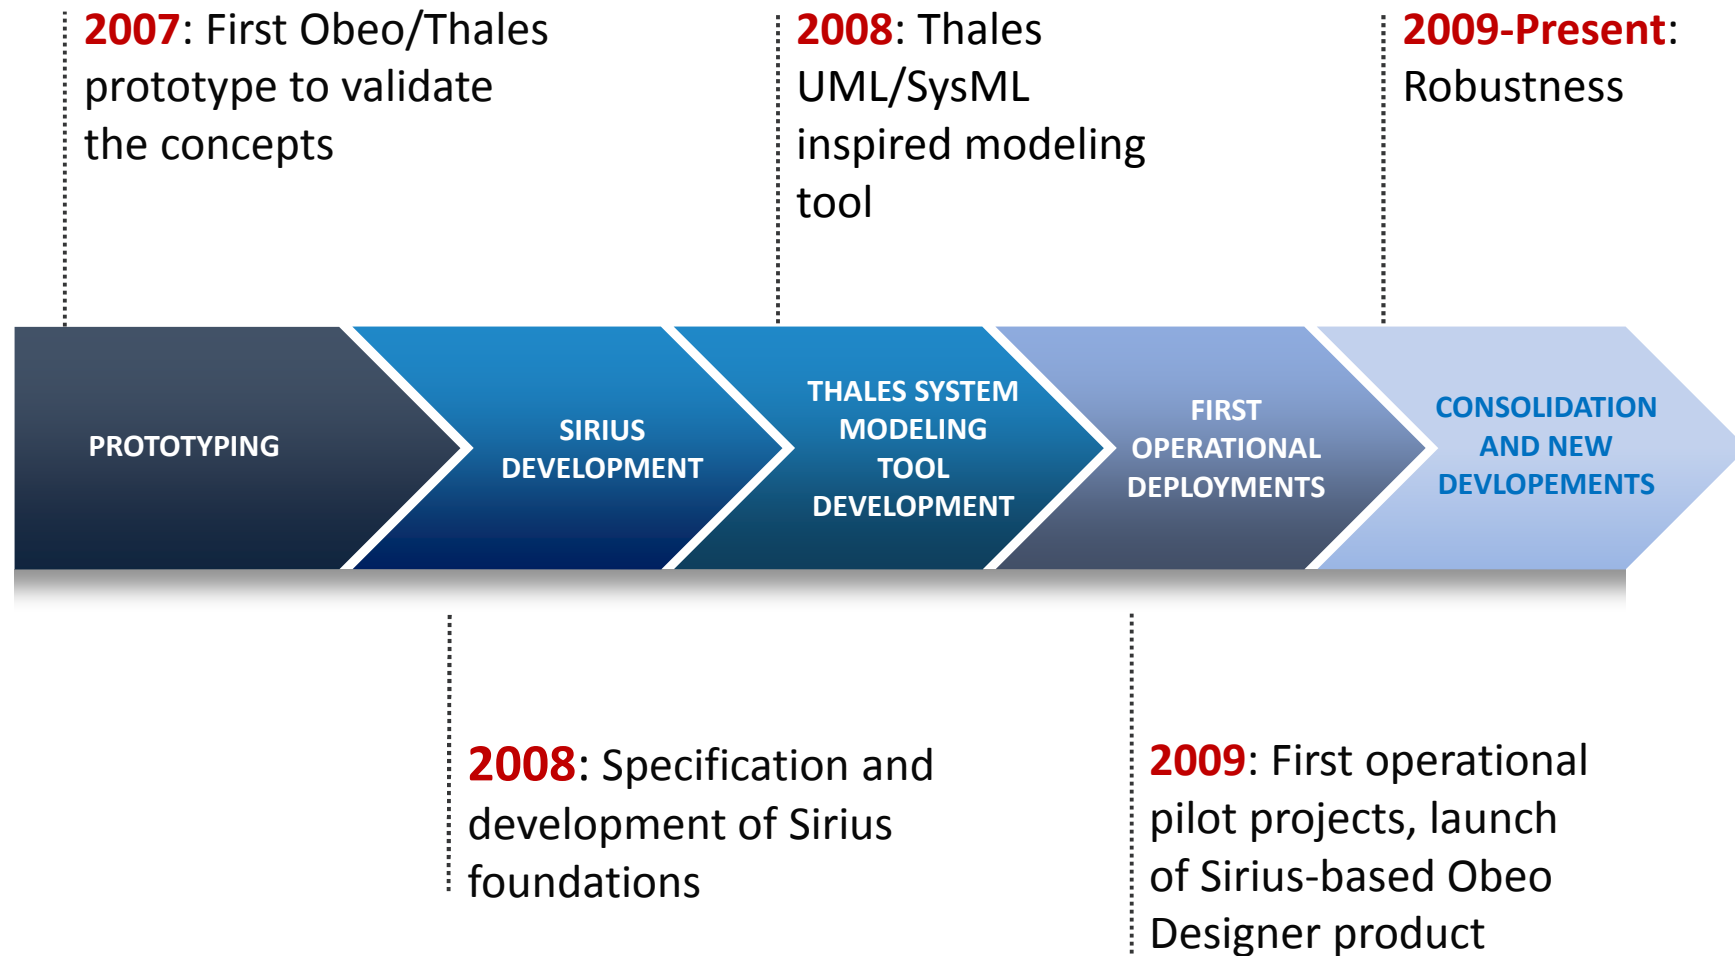 2007: First Obeo/Thales
prototype to validate
the concepts
2008: Thales
UML/SysML
inspired modeling
tool
2009-Present:
Robustness
PROTOTYPING
SIRIUS
DEVELOPMENT
THALES SYSTEM
MODELING
TOOL
DEVELOPMENT
FIRST
OPERATIONAL
DEPLOYMENTS
CONSOLIDATION
AND NEW
DEVLOPEMENTS
2008: Specification and
development of Sirius
foundations
2009: First operational
pilot projects, launch
of Sirius-based Obeo
Designer product